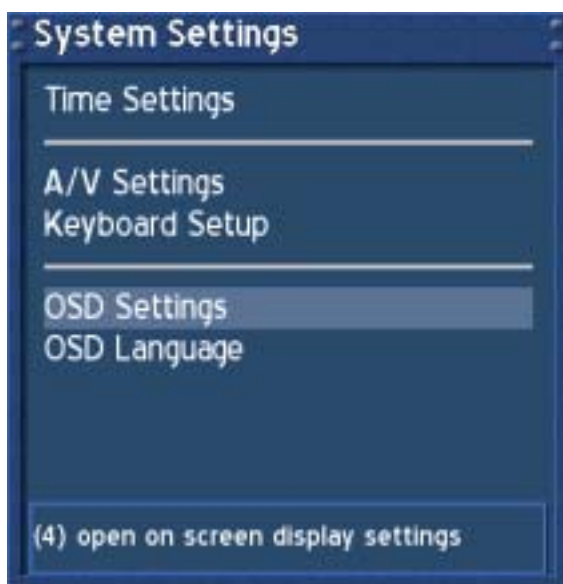 System Settings
Time Settings
A/V Settings
Keyboard Setup
OSD Settings
OSD Language
(4) open on screen display settings